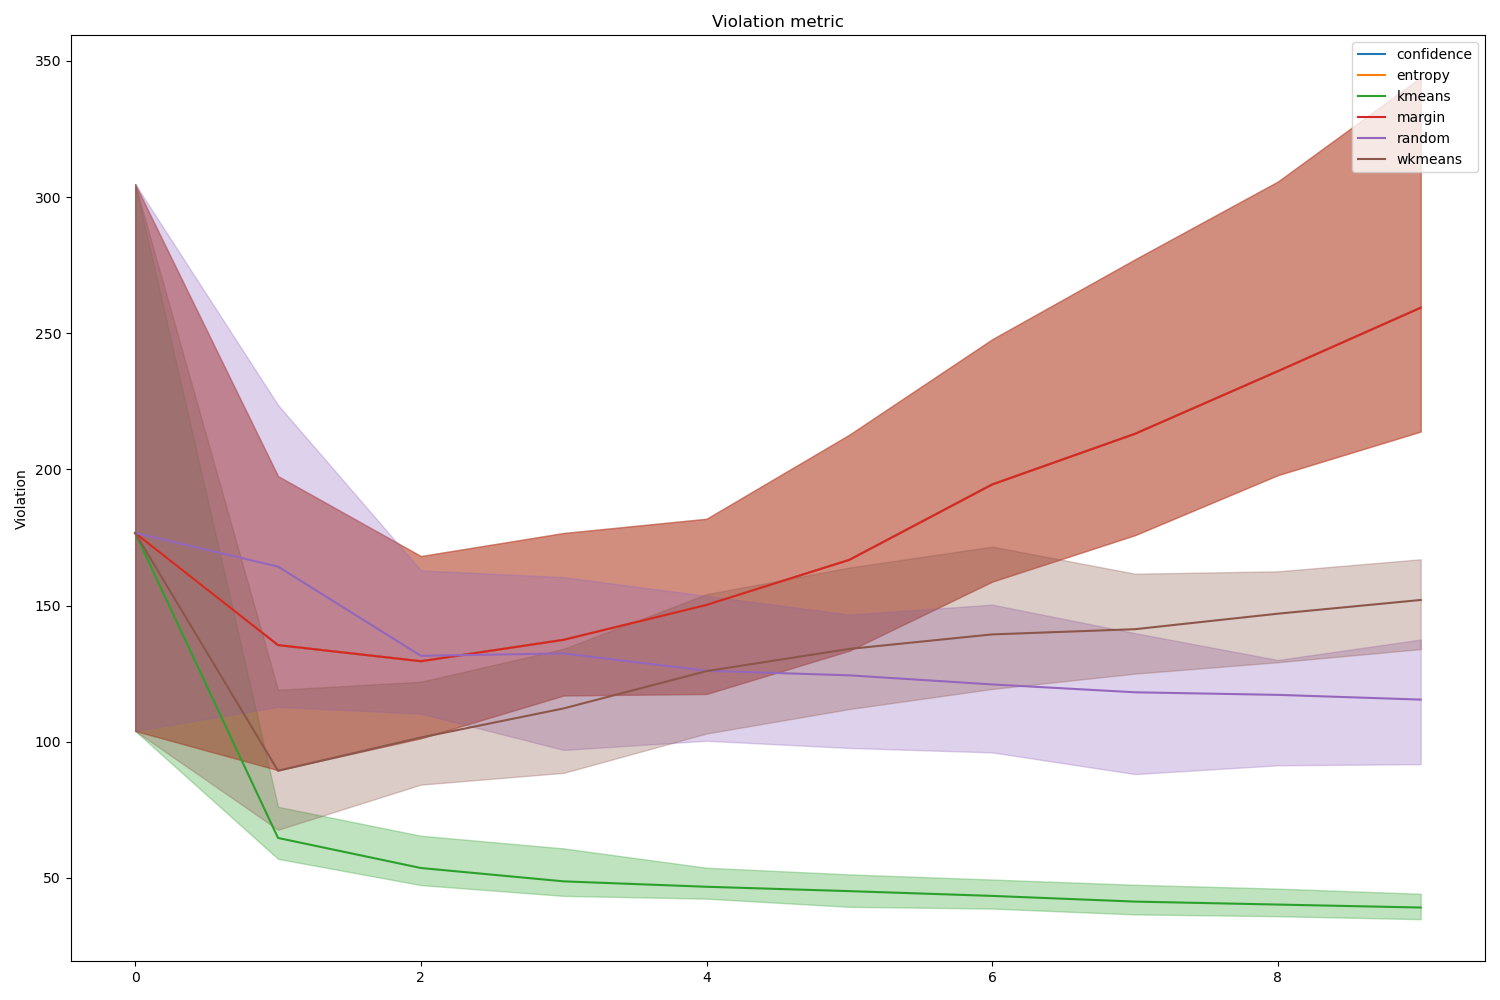 Violation metric
confidence
entropy
kmeans
margin
random
wkmeans
Violation
350
300
250
200
150
100
50
0 2 4 6 8